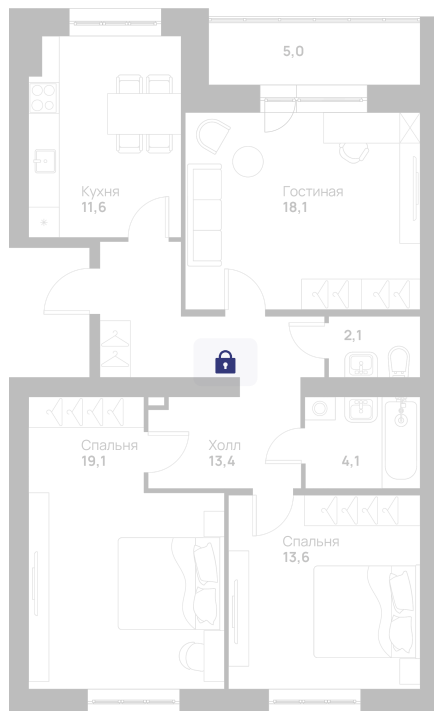 5,0
Кухня
11,6
Гостиная
18,1
2,1
Спальня
19,1
Холл
13,4
4,1
Спальня
13,6